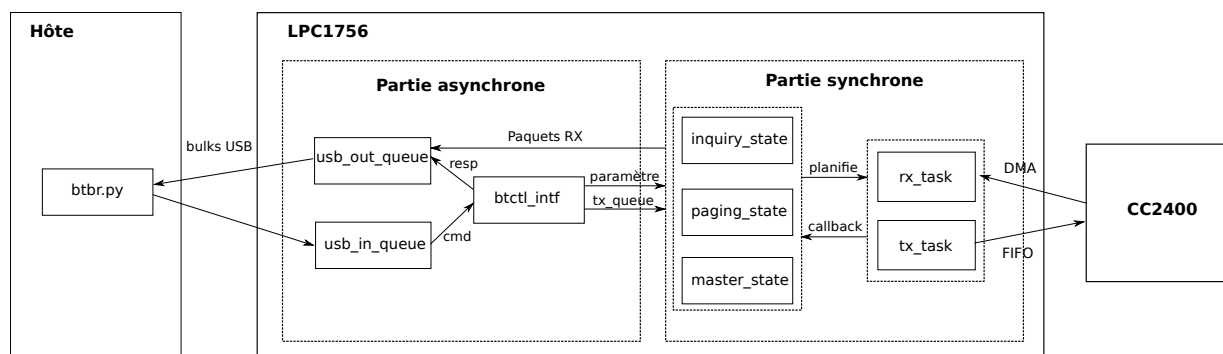 Hôte
LPC1756
Partie asynchrone
Partie synchrone
bulks USB
btbr.py
usb_out_queue
usb_in_queue
resp
cmd
btctl_intf
Paquets RX
paramètre
tx_queue
inquiry_state
paging_state
master_state
planifie
callback
rx_task
tx_task
DMA
FIFO
CC2400